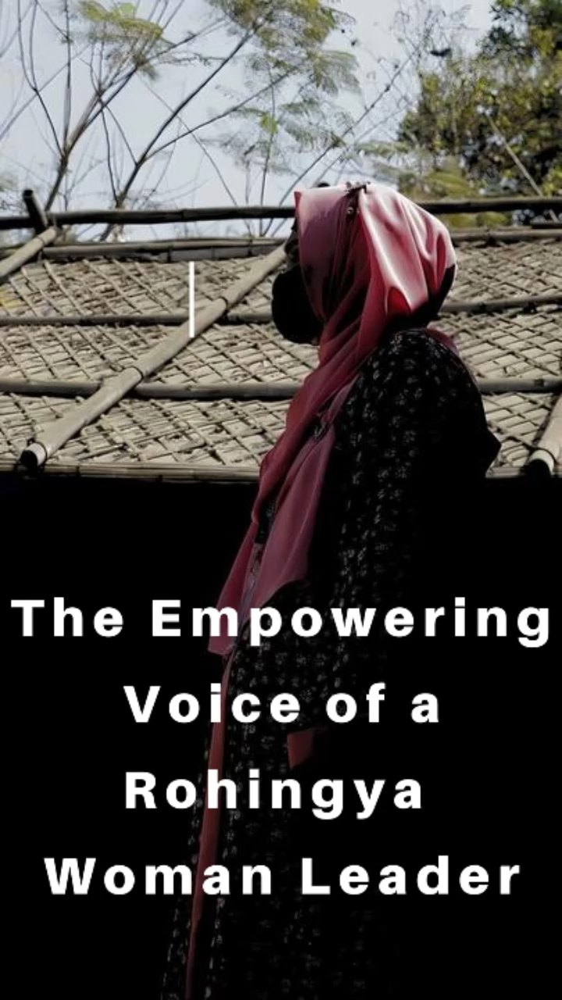 The Empowering
Voice of a
Rohingya
Woman Leader